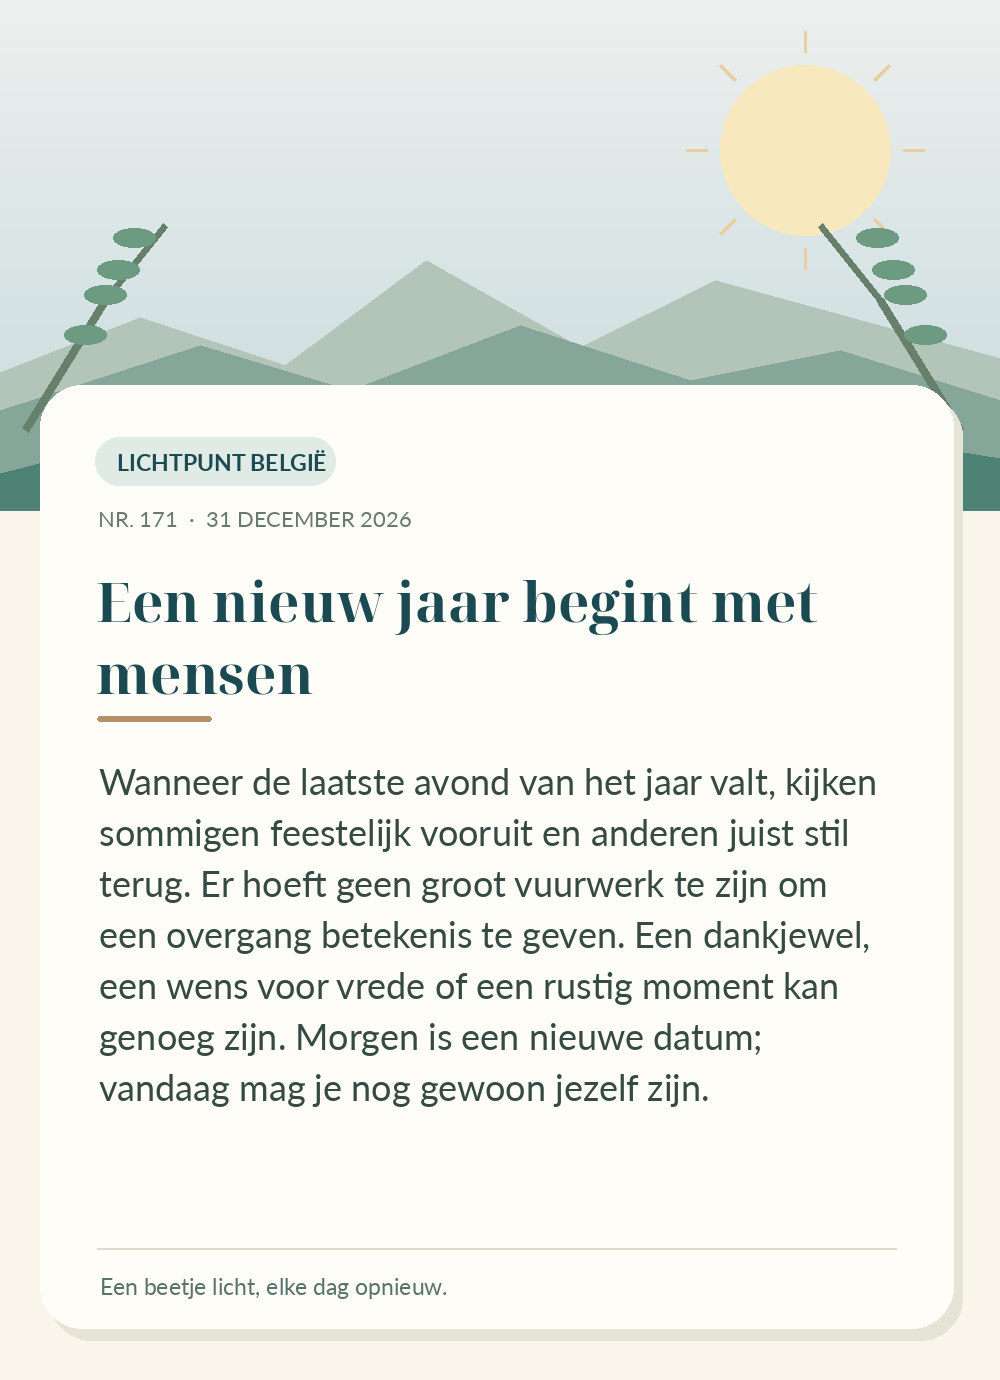 LICHTPUNT BELGIË
NR. 171 · 31 DECEMBER 2026
Een nieuw jaar begint met
mensen
Wanneer de laatste avond van het jaar valt, kijken
sommigen feestelijk vooruit en anderen juist stil
terug. Er hoeft geen groot vuurwerk te zijn om
een overgang betekenis te geven. Een dankjewel,
een wens voor vrede of een rustig moment kan
genoeg zijn. Morgen is een nieuwe datum;
vandaag mag je nog gewoon jezelf zijn.
Een beetje licht, elke dag opnieuw.